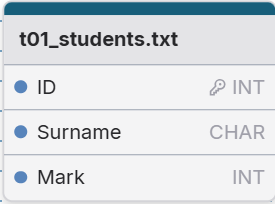 t01_students.txt
ID INT
Surname CHAR
Mark INT